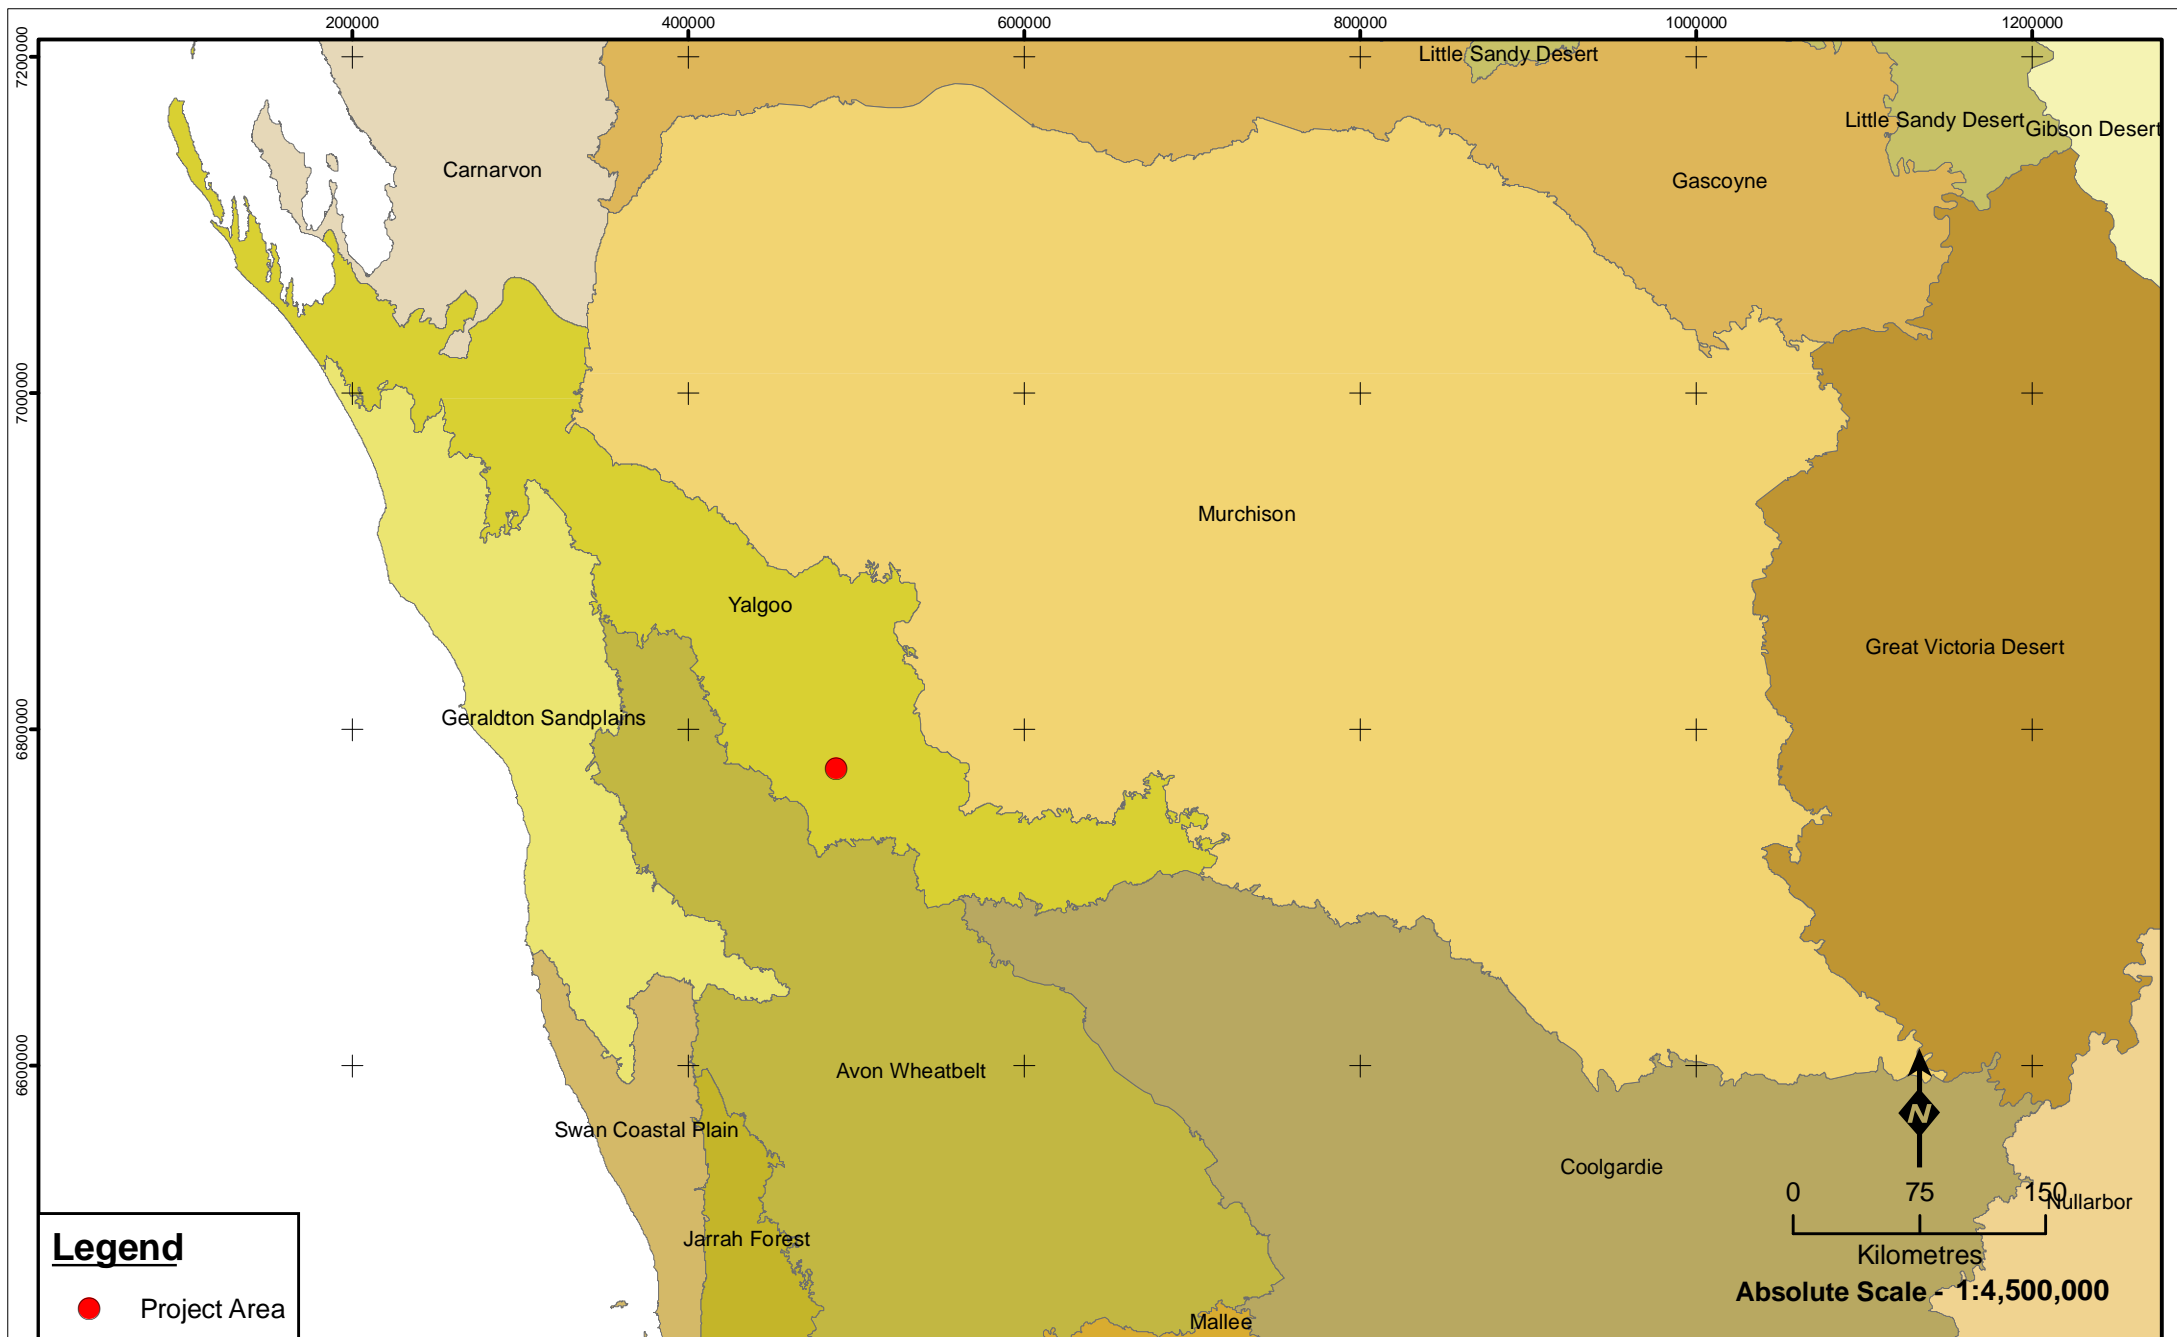 200000 400000 600000 800000 1000000 1200000
7200000
7000000
6800000
6600000
Little Sandy Desert
Little Sandy Desert
Gibson Desert
Carnarvon
Gascoyne
Murchison
Yalgoo
Great Victoria Desert
Geraldton Sandplains
Avon Wheatbelt
Swan Coastal Plain
Coolgardie
Nullarbor
Jarrah Forest
Mallee
N
0 75 150
Kilometres
Absolute Scale - 1:4,500,000
Legend
Project Area